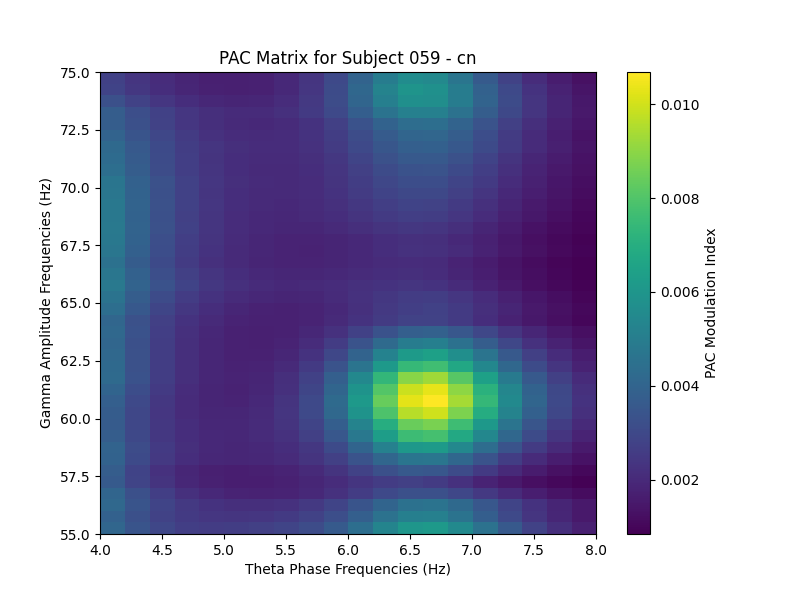 PAC Matrix for Subject 059 - cn
75.0
72.5
70.0
67.5
65.0
62.5
60.0
57.5
55.0
Gamma Amplitude Frequencies (Hz)
4.0 4.5 5.0 5.5 6.0 6.5 7.0 7.5 8.0
Theta Phase Frequencies (Hz)
0.010
0.008
0.006
0.004
0.002
PAC Modulation Index